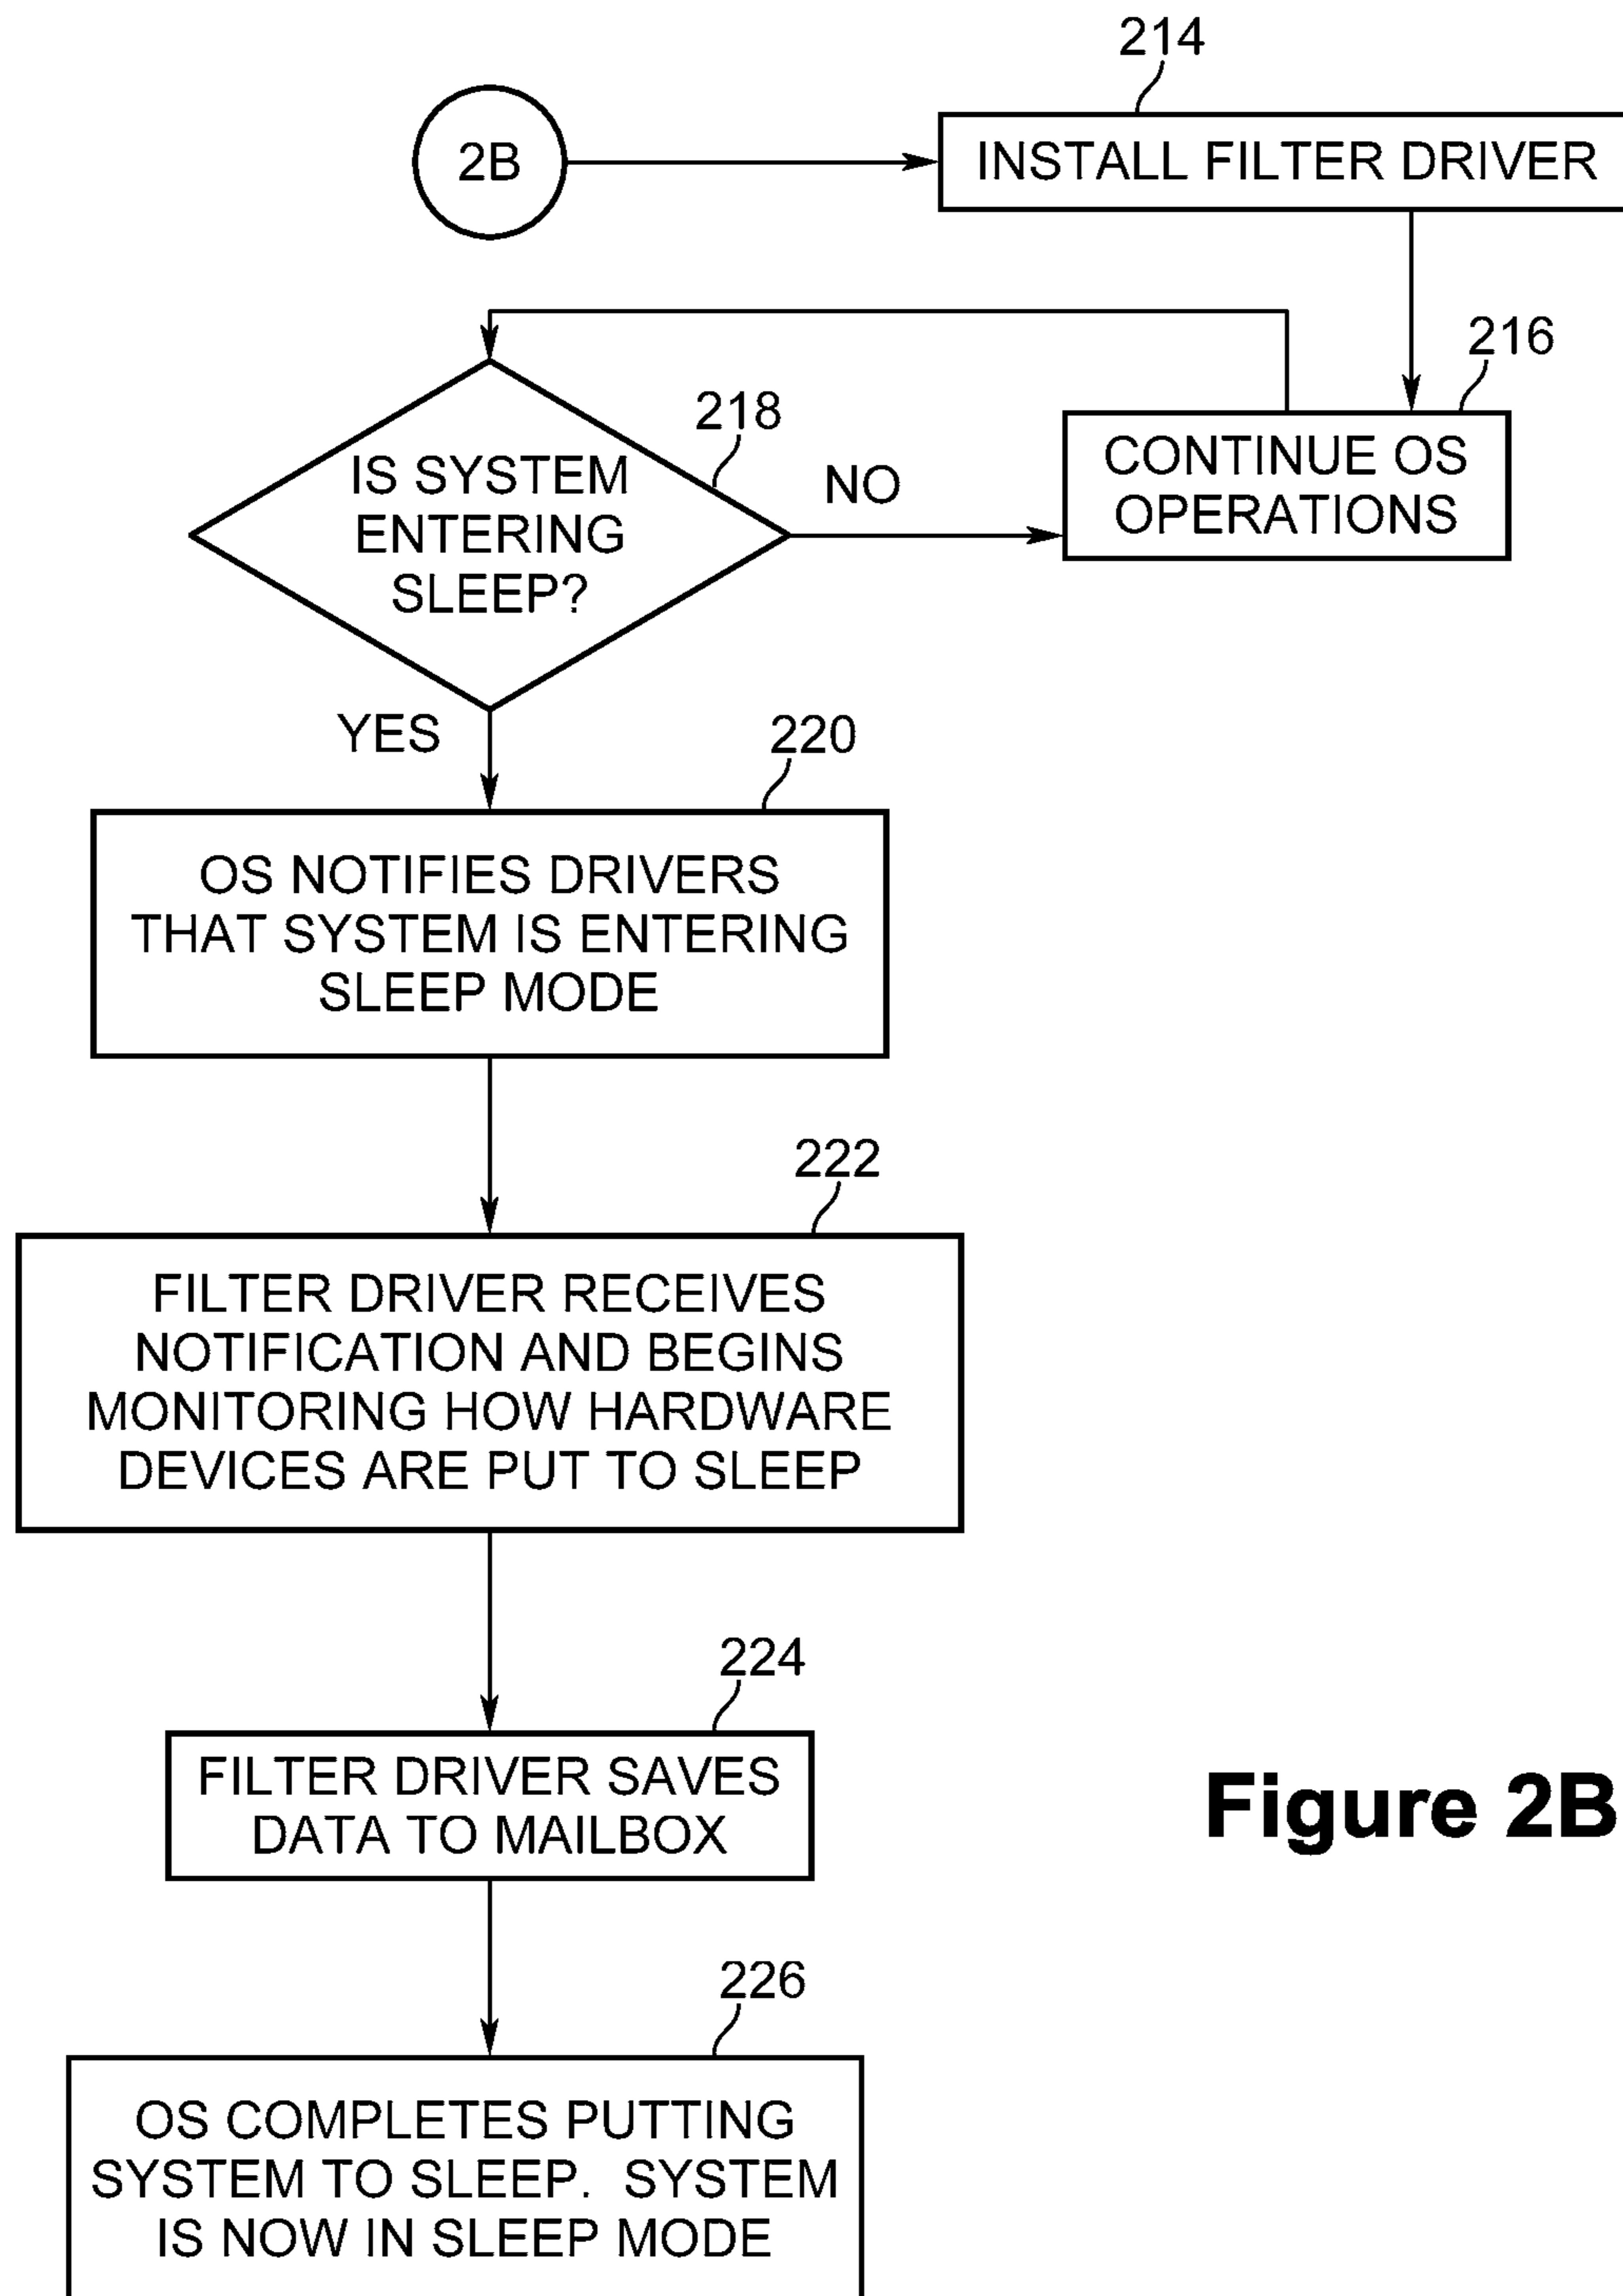 214
2B
INSTALL FILTER DRIVER
216
218
IS SYSTEM
ENTERING
SLEEP?
NO
CONTINUE OS
OPERATIONS
YES
220
OS NOTIFIES DRIVERS
THAT SYSTEM IS ENTERING
SLEEP MODE
222
FILTER DRIVER RECEIVES
NOTIFICATION AND BEGINS
MONITORING HOW HARDWARE
DEVICES ARE PUT TO SLEEP
224
FILTER DRIVER SAVES
DATA TO MAILBOX
Figure 2B
226
OS COMPLETES PUTTING
SYSTEM TO SLEEP. SYSTEM
IS NOW IN SLEEP MODE